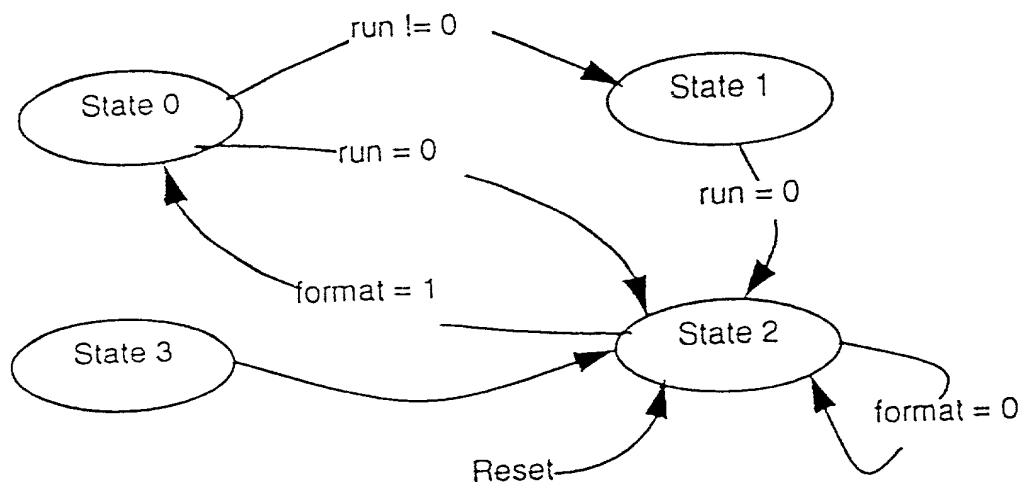 run != 0
State 0
State 1
run = 0
run = 0
format = 1
State 3
State 2
format = 0
Reset